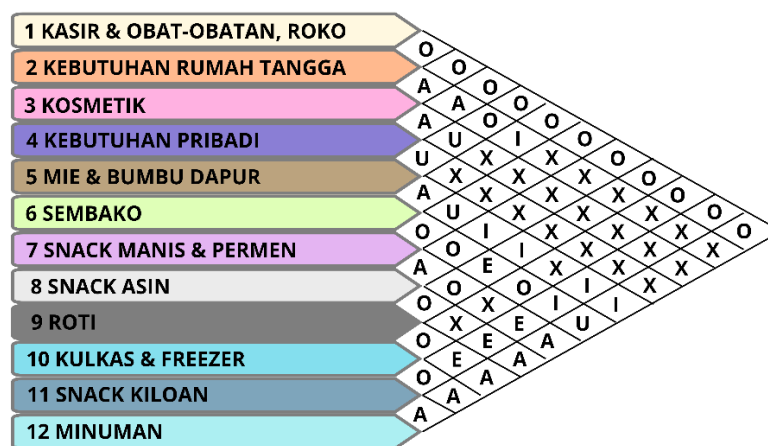 1 KASIR & OBAT-OBATAN, ROKO
O
2 KEBUTUHAN RUMAH TANGGA O
A O
3 KOSMETIK A O
A O O
4 KEBUTUHAN PRIBADI U I O
U X X O
5 MIE & BUMBU DAPUR X X X O
A X X X O
6 SEMBAKO U X X X O
O I X X X O
7 SNACK MANIS & PERMEN O I X X X
A E X X X
8 SNACK ASIN O O I X
O X I I
9 ROTI X E U
O E A
10 KULKAS & FREEZER E A
O A
11 SNACK KILOAN A
A
12 MINUMAN